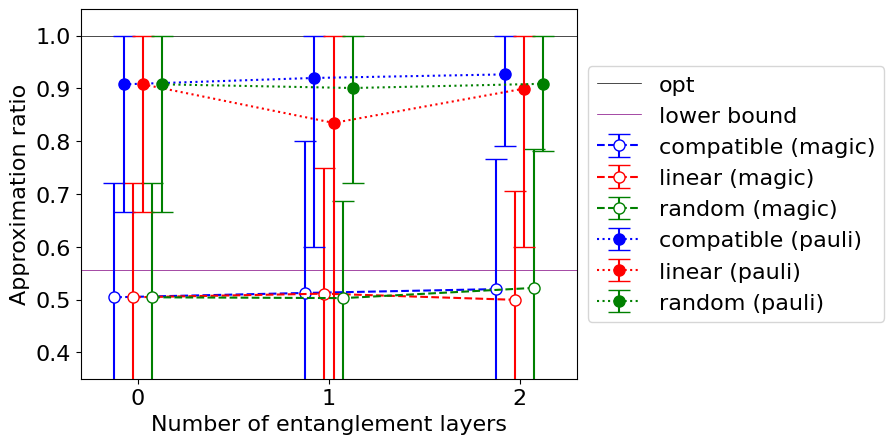 1.0
0.9
0.8
0.7
0.6
0.5
0.4
Approximation ratio
0
1
2
Number of entanglement layers
opt
lower bound
compatible (magic)
linear (magic)
random (magic)
compatible (pauli)
linear (pauli)
random (pauli)